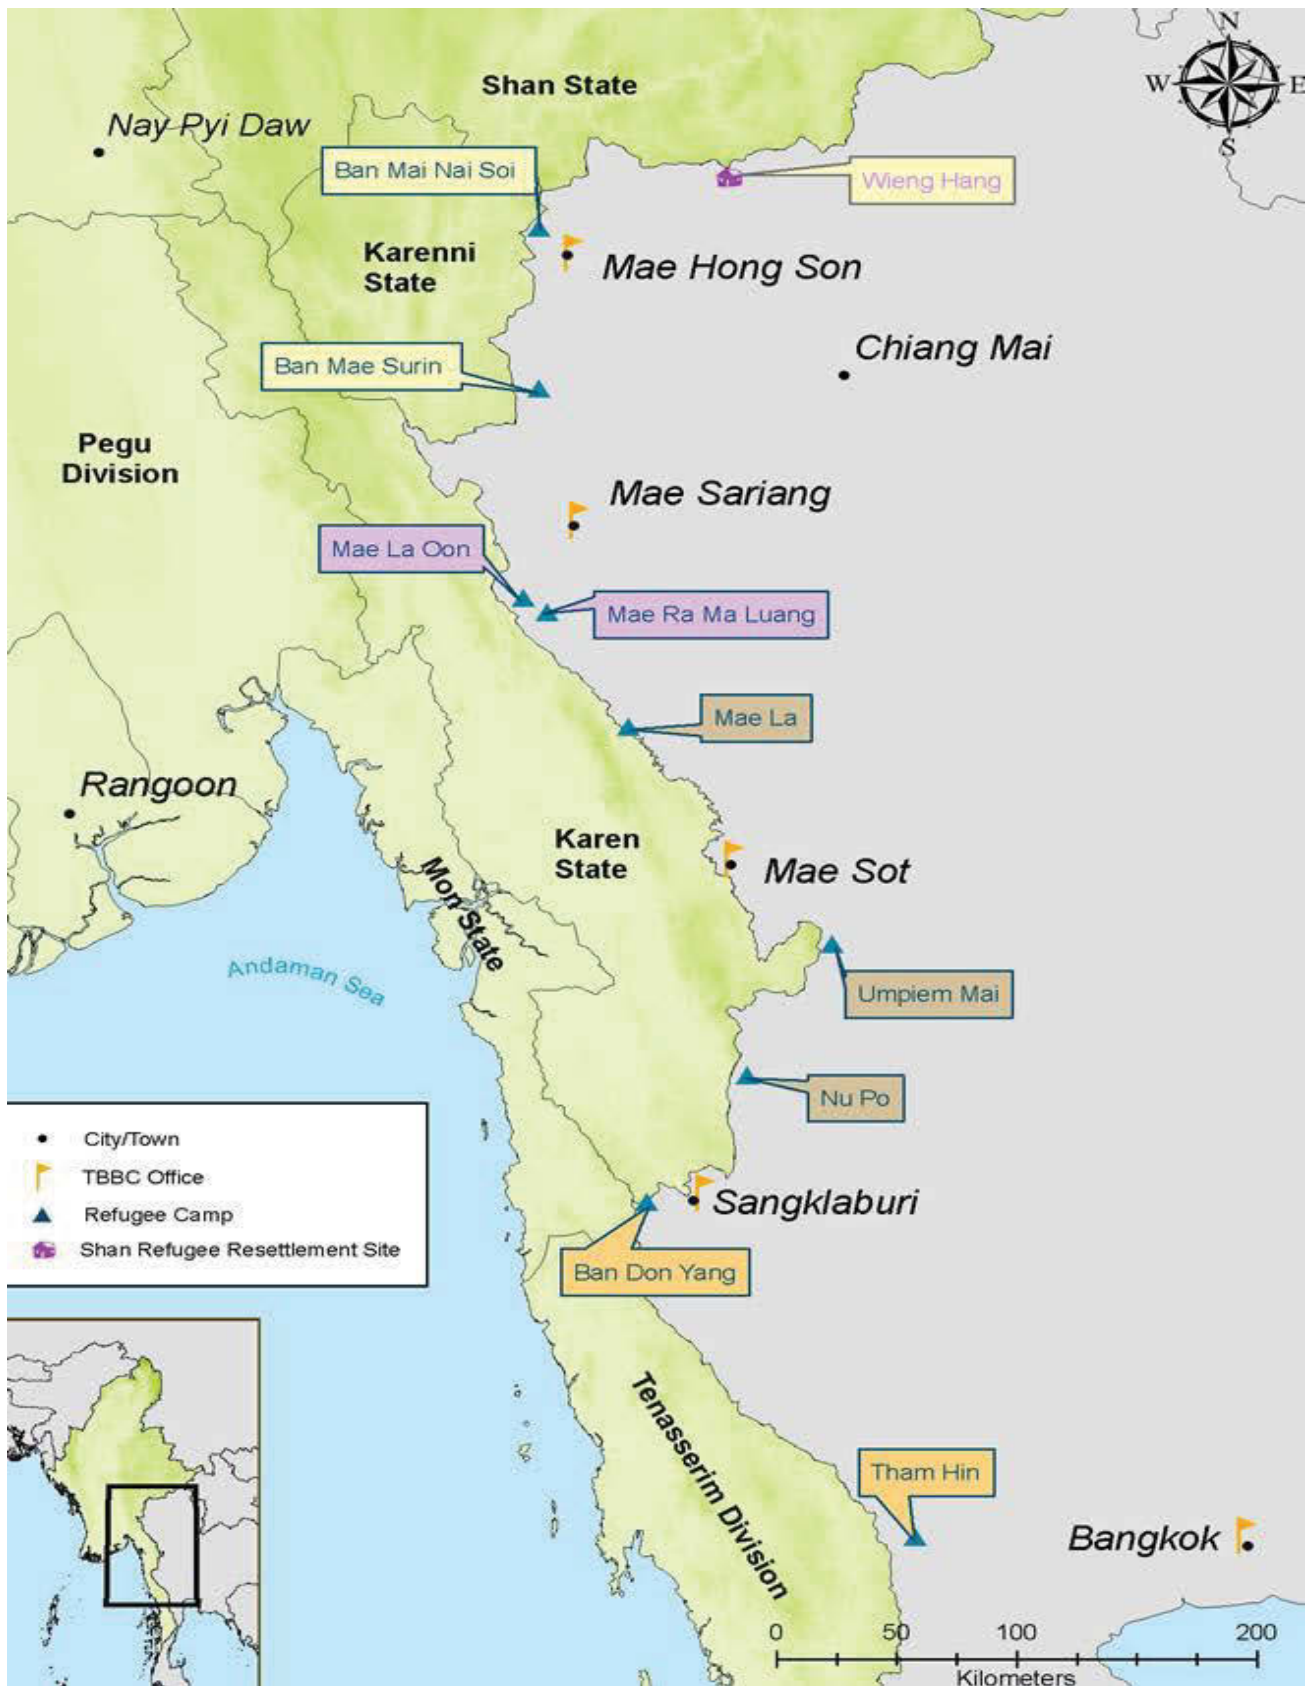 N
W
E
S
Shan State
Nay Pyi Daw
Ban Mai Nai Soi
Wieng Hang
Karenni
State
Mae Hong Son
Chiang Mai
Ban Mae Surin
Pegu
Division
Mae Sariang
Mae La Oon
Mae Ra Ma Luang
Mae La
Rangoon
Karen
State
Mae Sot
Mon State
Andaman Sea
Umpiem Mai
Nu Po
City/Town
TBBC Office
Refugee Camp
Shan Refugee Resettlement Site
Sangklaburi
Ban Don Yang
Tenasserim Division
Tham Hin
Bangkok
0 50 100 200
Kilometers